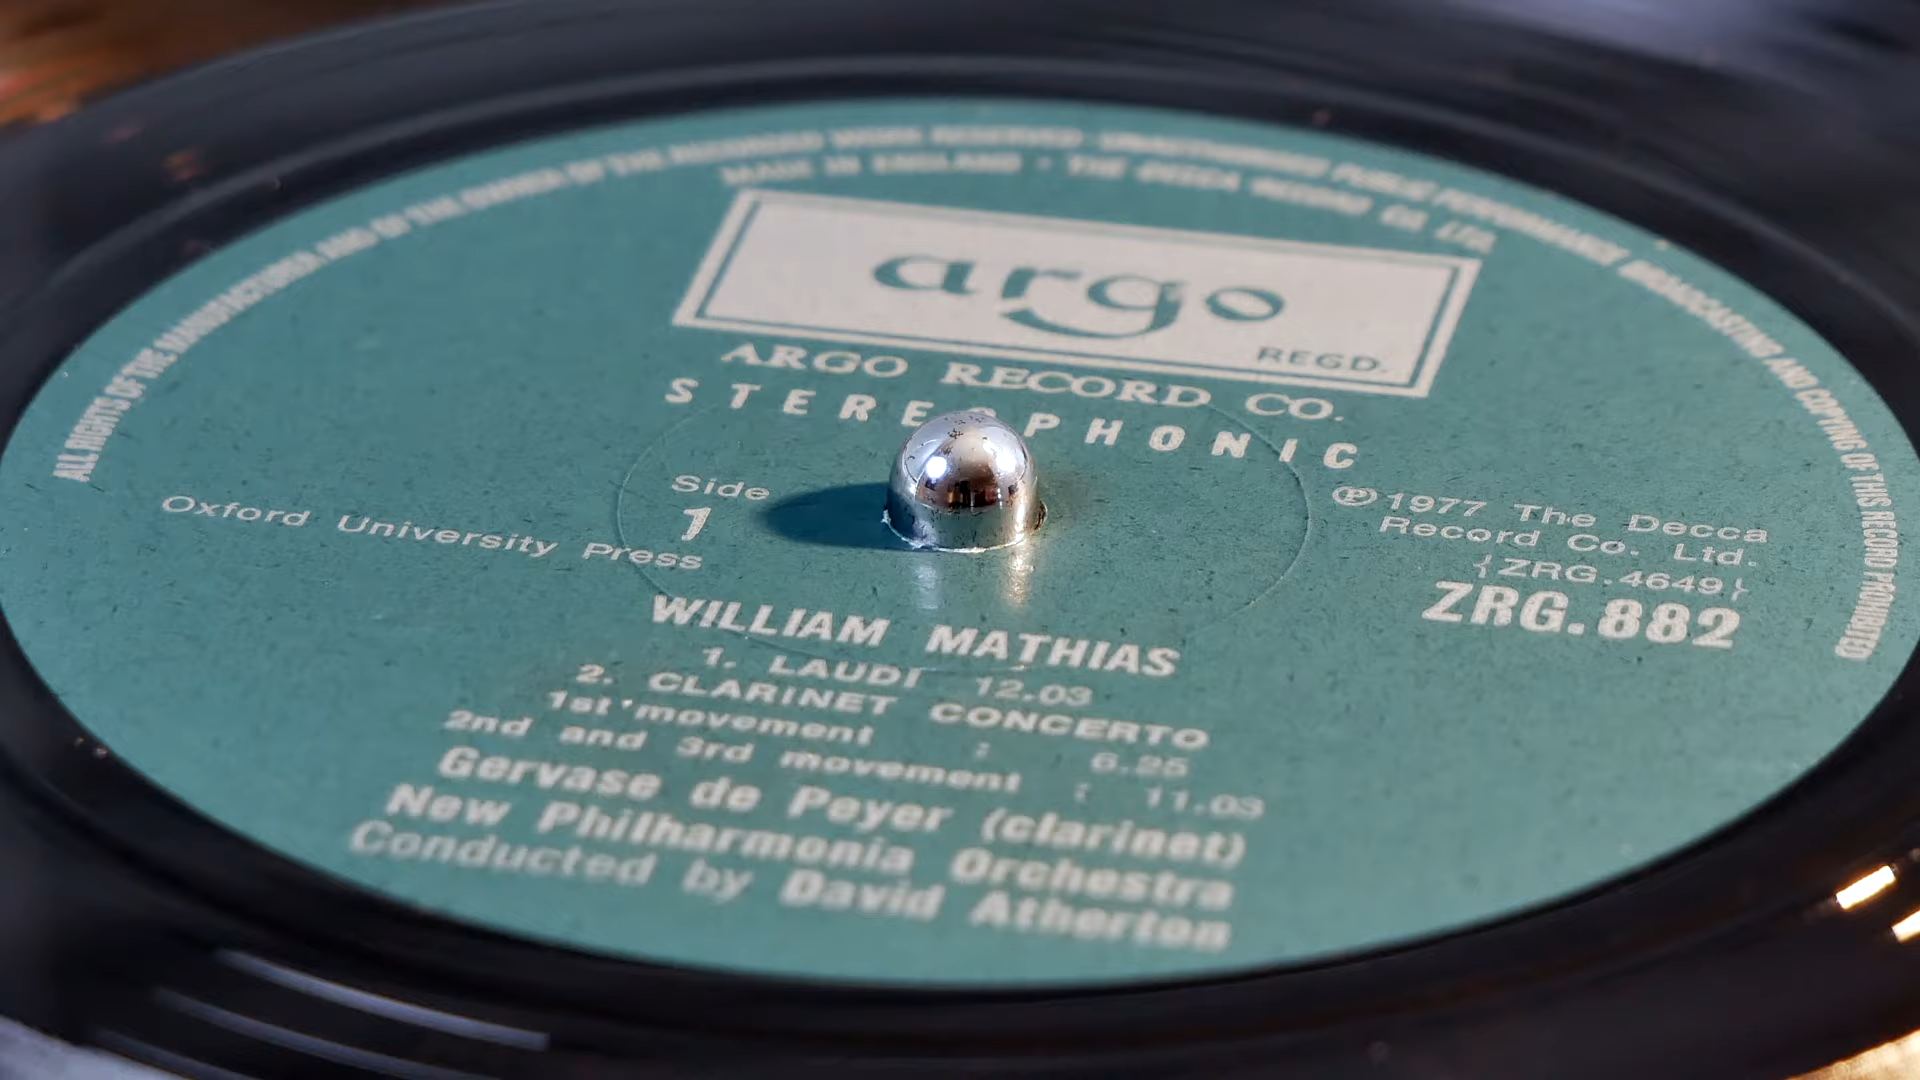 ALL RIGHTS OF THE MANUFACTURER AND OF THE OWNER OF THE RECORDED WORK RESERVED · UNAUTHORISED PUBLIC PERFORMANCE BROADCASTING AND COPYING OF THIS RECORD PROHIBITED
MADE IN ENGLAND · THE DECCA RECORD CO. LTD.
argo
REGD.
ARGO RECORD CO.
STEREOPHONIC
Side
1
Oxford University Press
Ⓟ1977 The Decca
Record Co. Ltd.
{ZRG.4649}
ZRG.882
WILLIAM MATHIAS
1. LAUDI 12.03
2. CLARINET CONCERTO
1st movement : 6.25
2nd and 3rd movement : 11.03
Gervase de Peyer (clarinet)
New Philharmonia Orchestra
Conducted by David Atherton